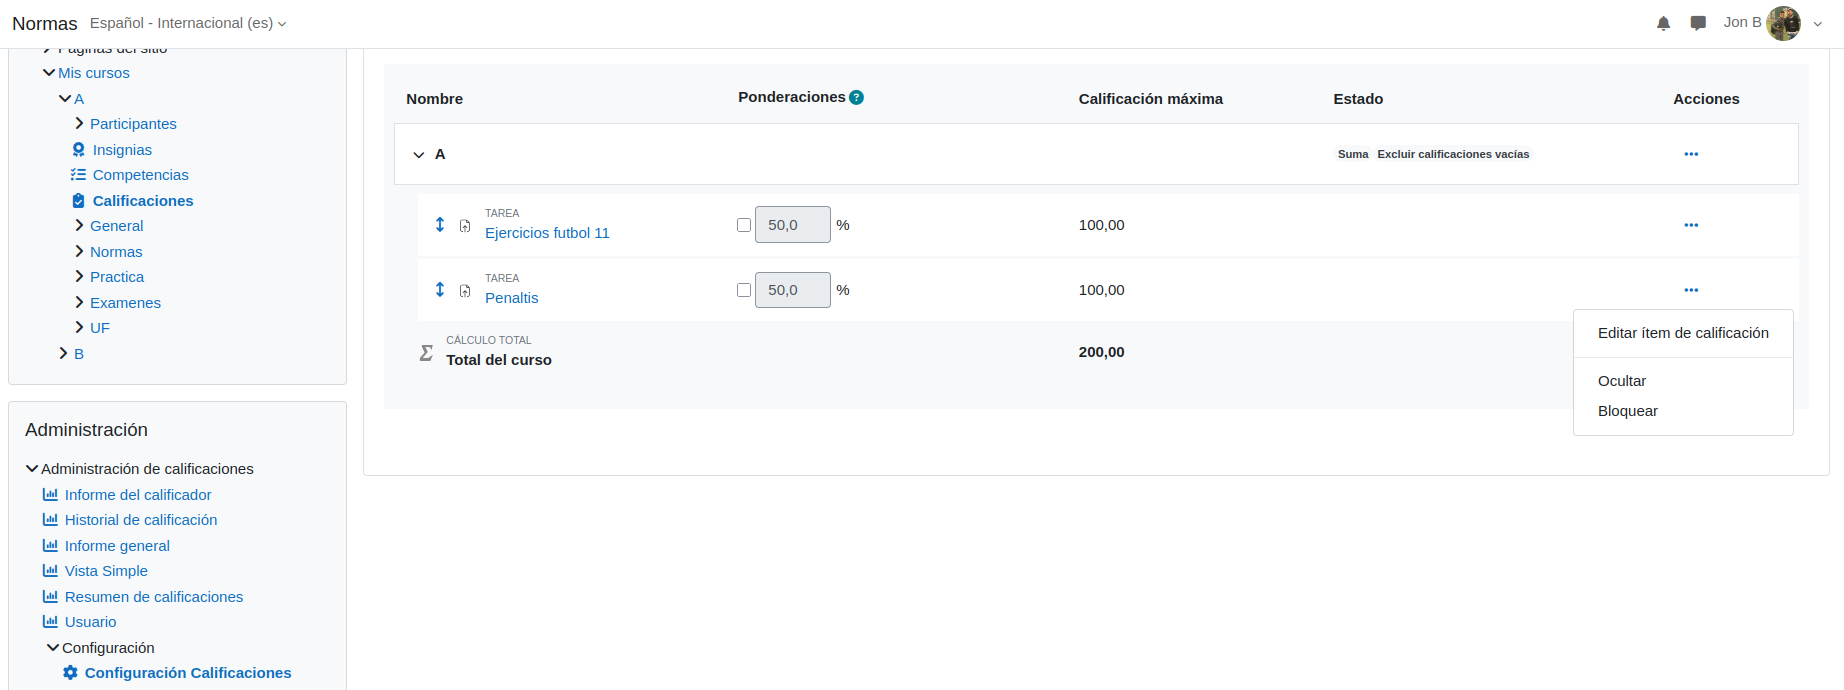 Normas Español - Internacional (es) Jon B
Páginas del sitio
Mis cursos
A
Participantes
Insignias
Competencias
Calificaciones
General
Normas
Practica
Examenes
UF
B
Administración
Administración de calificaciones
Informe del calificador
Historial de calificación
Informe general
Vista Simple
Resumen de calificaciones
Usuario
Configuración
Configuración Calificaciones
Nombre Ponderaciones ? Calificación máxima Estado Acciones
A Suma Excluir calificaciones vacías
TAREA
Ejercicios futbol 11 50,0 % 100,00
TAREA
Penaltis 50,0 % 100,00
CÁLCULO TOTAL
Total del curso 200,00
Editar ítem de calificación
Ocultar
Bloquear